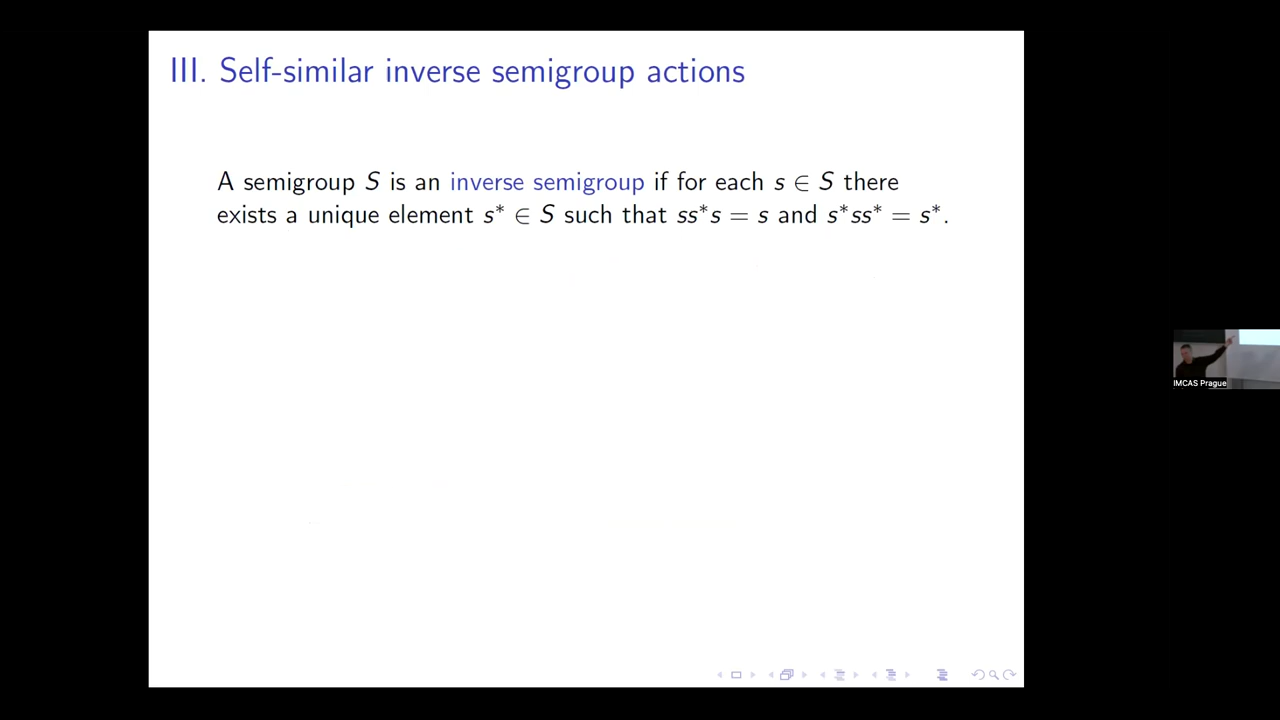 III. Self-similar inverse semigroup actions
A semigroup S is an inverse semigroup if for each s ∈ S there
exists a unique element s* ∈ S such that ss*s = s and s*ss* = s*.
IMCAS Prague